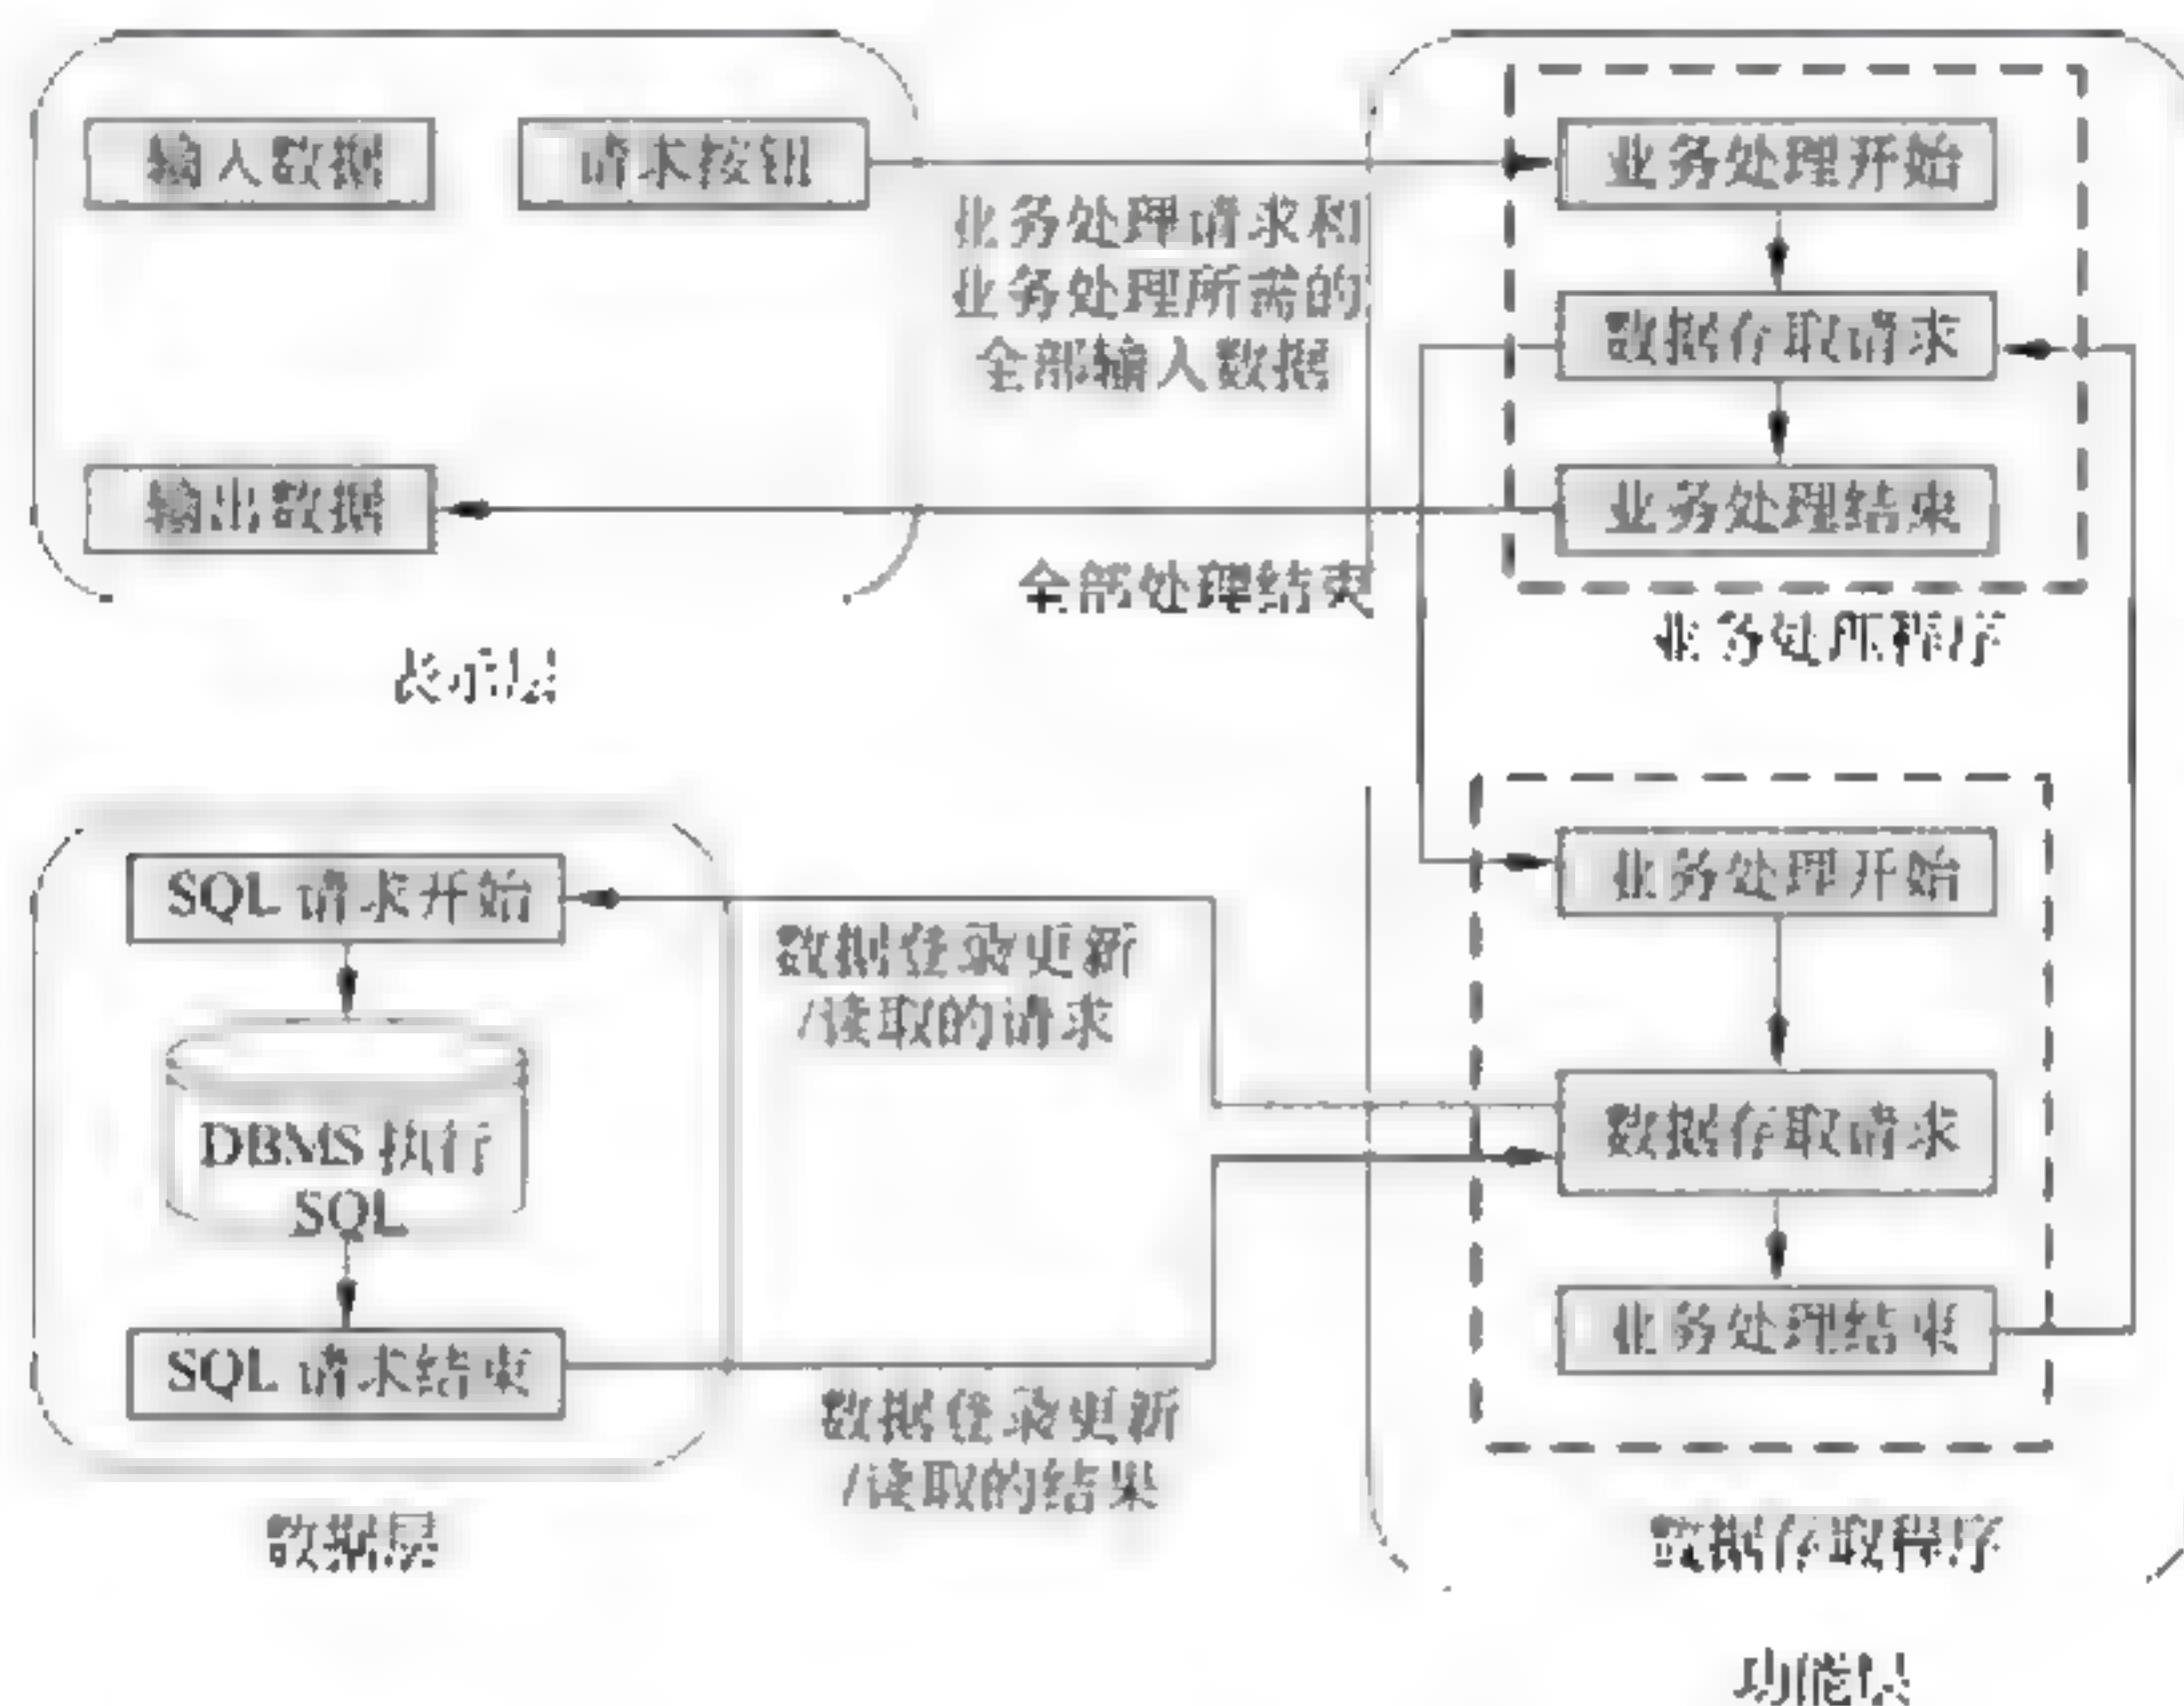 输入数据
请求按钮
业务处理请求和
业务处理所需的
全部输入数据
输出数据
全部处理结束
表示层
业务处理开始
数据存取请求
业务处理结束
业务处理程序
SQL 请求开始
DBMS 执行
SQL
SQL 请求结束
数据层
数据登录更新
/读取的请求
数据登录更新
/读取的结果
业务处理开始
数据存取请求
业务处理结束
数据存取程序
功能层